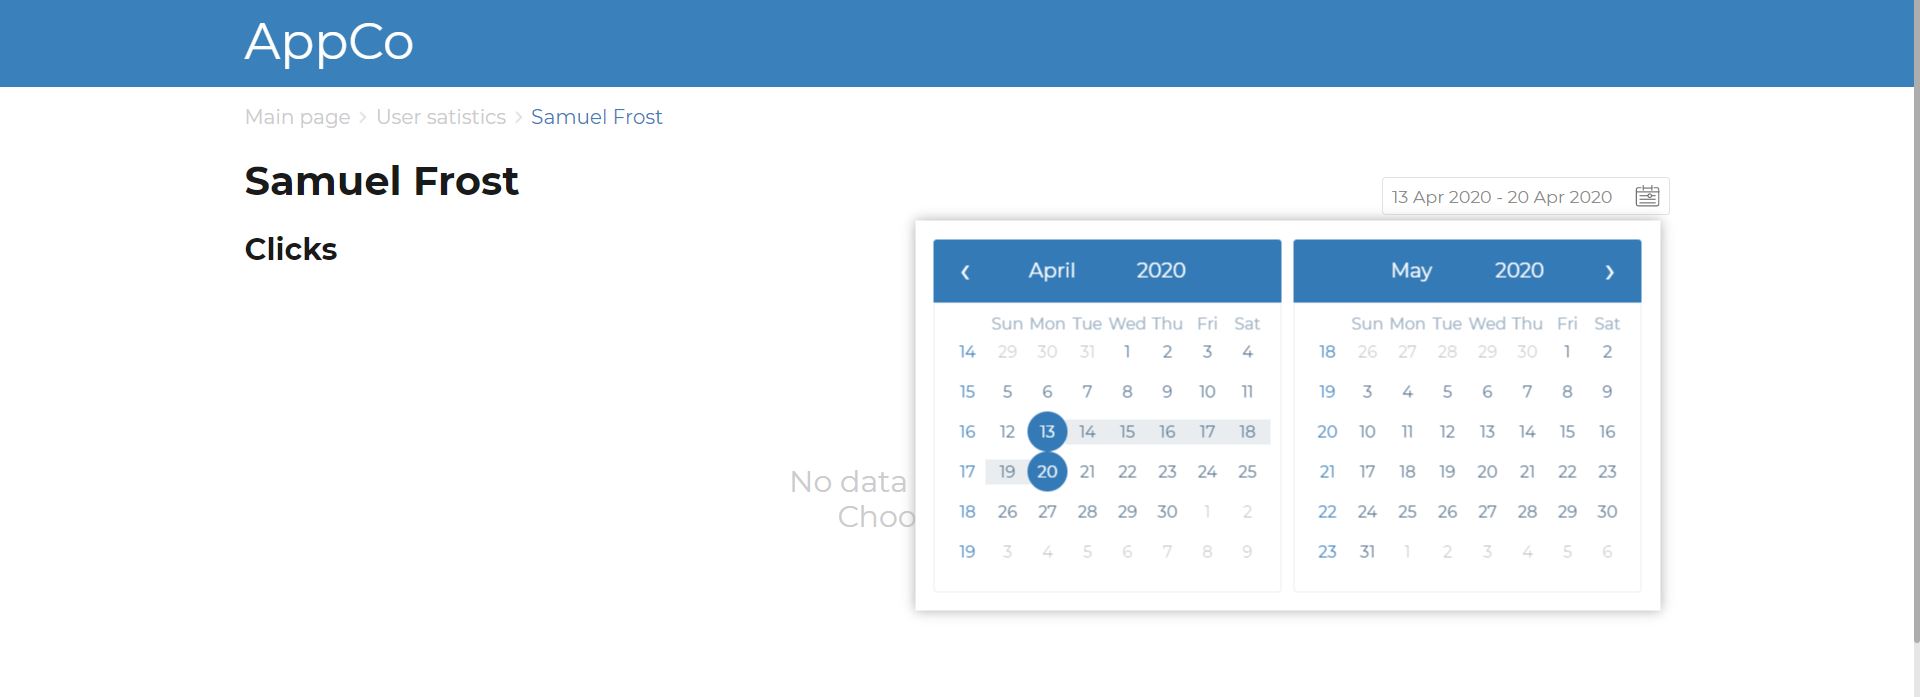 AppCo
Main page > User satistics > Samuel Frost
Samuel Frost
13 Apr 2020 - 20 Apr 2020
Clicks
No data
Choo
‹ April 2020
Sun Mon Tue Wed Thu Fri Sat
14 29 30 31 1 2 3 4
15 5 6 7 8 9 10 11
16 12 13 14 15 16 17 18
17 19 20 21 22 23 24 25
18 26 27 28 29 30 1 2
19 3 4 5 6 7 8 9
May 2020 ›
Sun Mon Tue Wed Thu Fri Sat
18 26 27 28 29 30 1 2
19 3 4 5 6 7 8 9
20 10 11 12 13 14 15 16
21 17 18 19 20 21 22 23
22 24 25 26 27 28 29 30
23 31 1 2 3 4 5 6